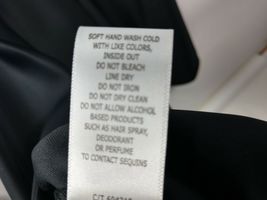 SOFT HAND WASH COLD
WITH LIKE COLORS,
INSIDE OUT
DO NOT BLEACH
LINE DRY
DO NOT IRON
DO NOT DRY CLEAN
DO NOT ALLOW ALCOHOL
BASED PRODUCTS
SUCH AS HAIR SPRAY,
DEODORANT
OR PERFUME
TO CONTACT SEQUINS